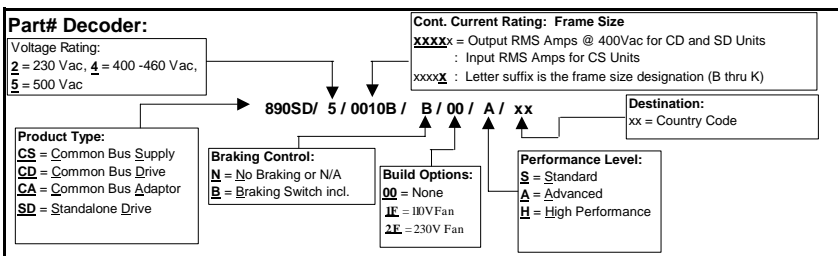 Part# Decoder:
Voltage Rating:
2 = 230 Vac, 4 = 400 -460 Vac,
5 = 500 Vac
Cont. Current Rating: Frame Size
xxxxx = Output RMS Amps @ 400Vac for CD and SD Units
: Input RMS Amps for CS Units
xxxxx : Letter suffix is the frame size designation (B thru K)
890SD/ 5 / 0010B / B / 00 / A / xx
Destination:
xx = Country Code
Product Type:
CS = Common Bus Supply
CD = Common Bus Drive
CA = Common Bus Adaptor
SD = Standalone Drive
Braking Control:
N = No Braking or N/A
B = Braking Switch incl.
Build Options:
00 = None
1F = 110V Fan
2F = 230V Fan
Performance Level:
S = Standard
A = Advanced
H = High Performance